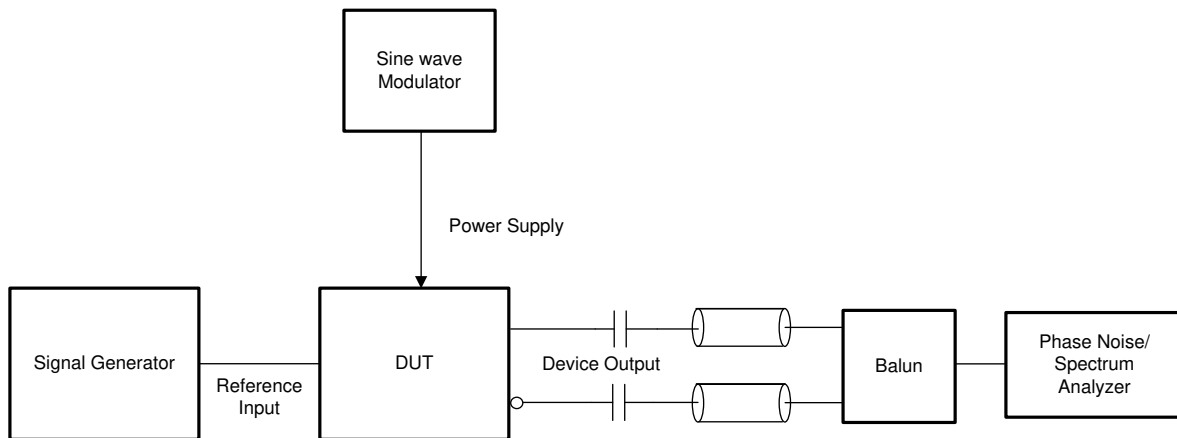 Sine wave
Modulator
Power Supply
Signal Generator
Reference
Input
DUT
Device Output
Balun
Phase Noise/
Spectrum
Analyzer